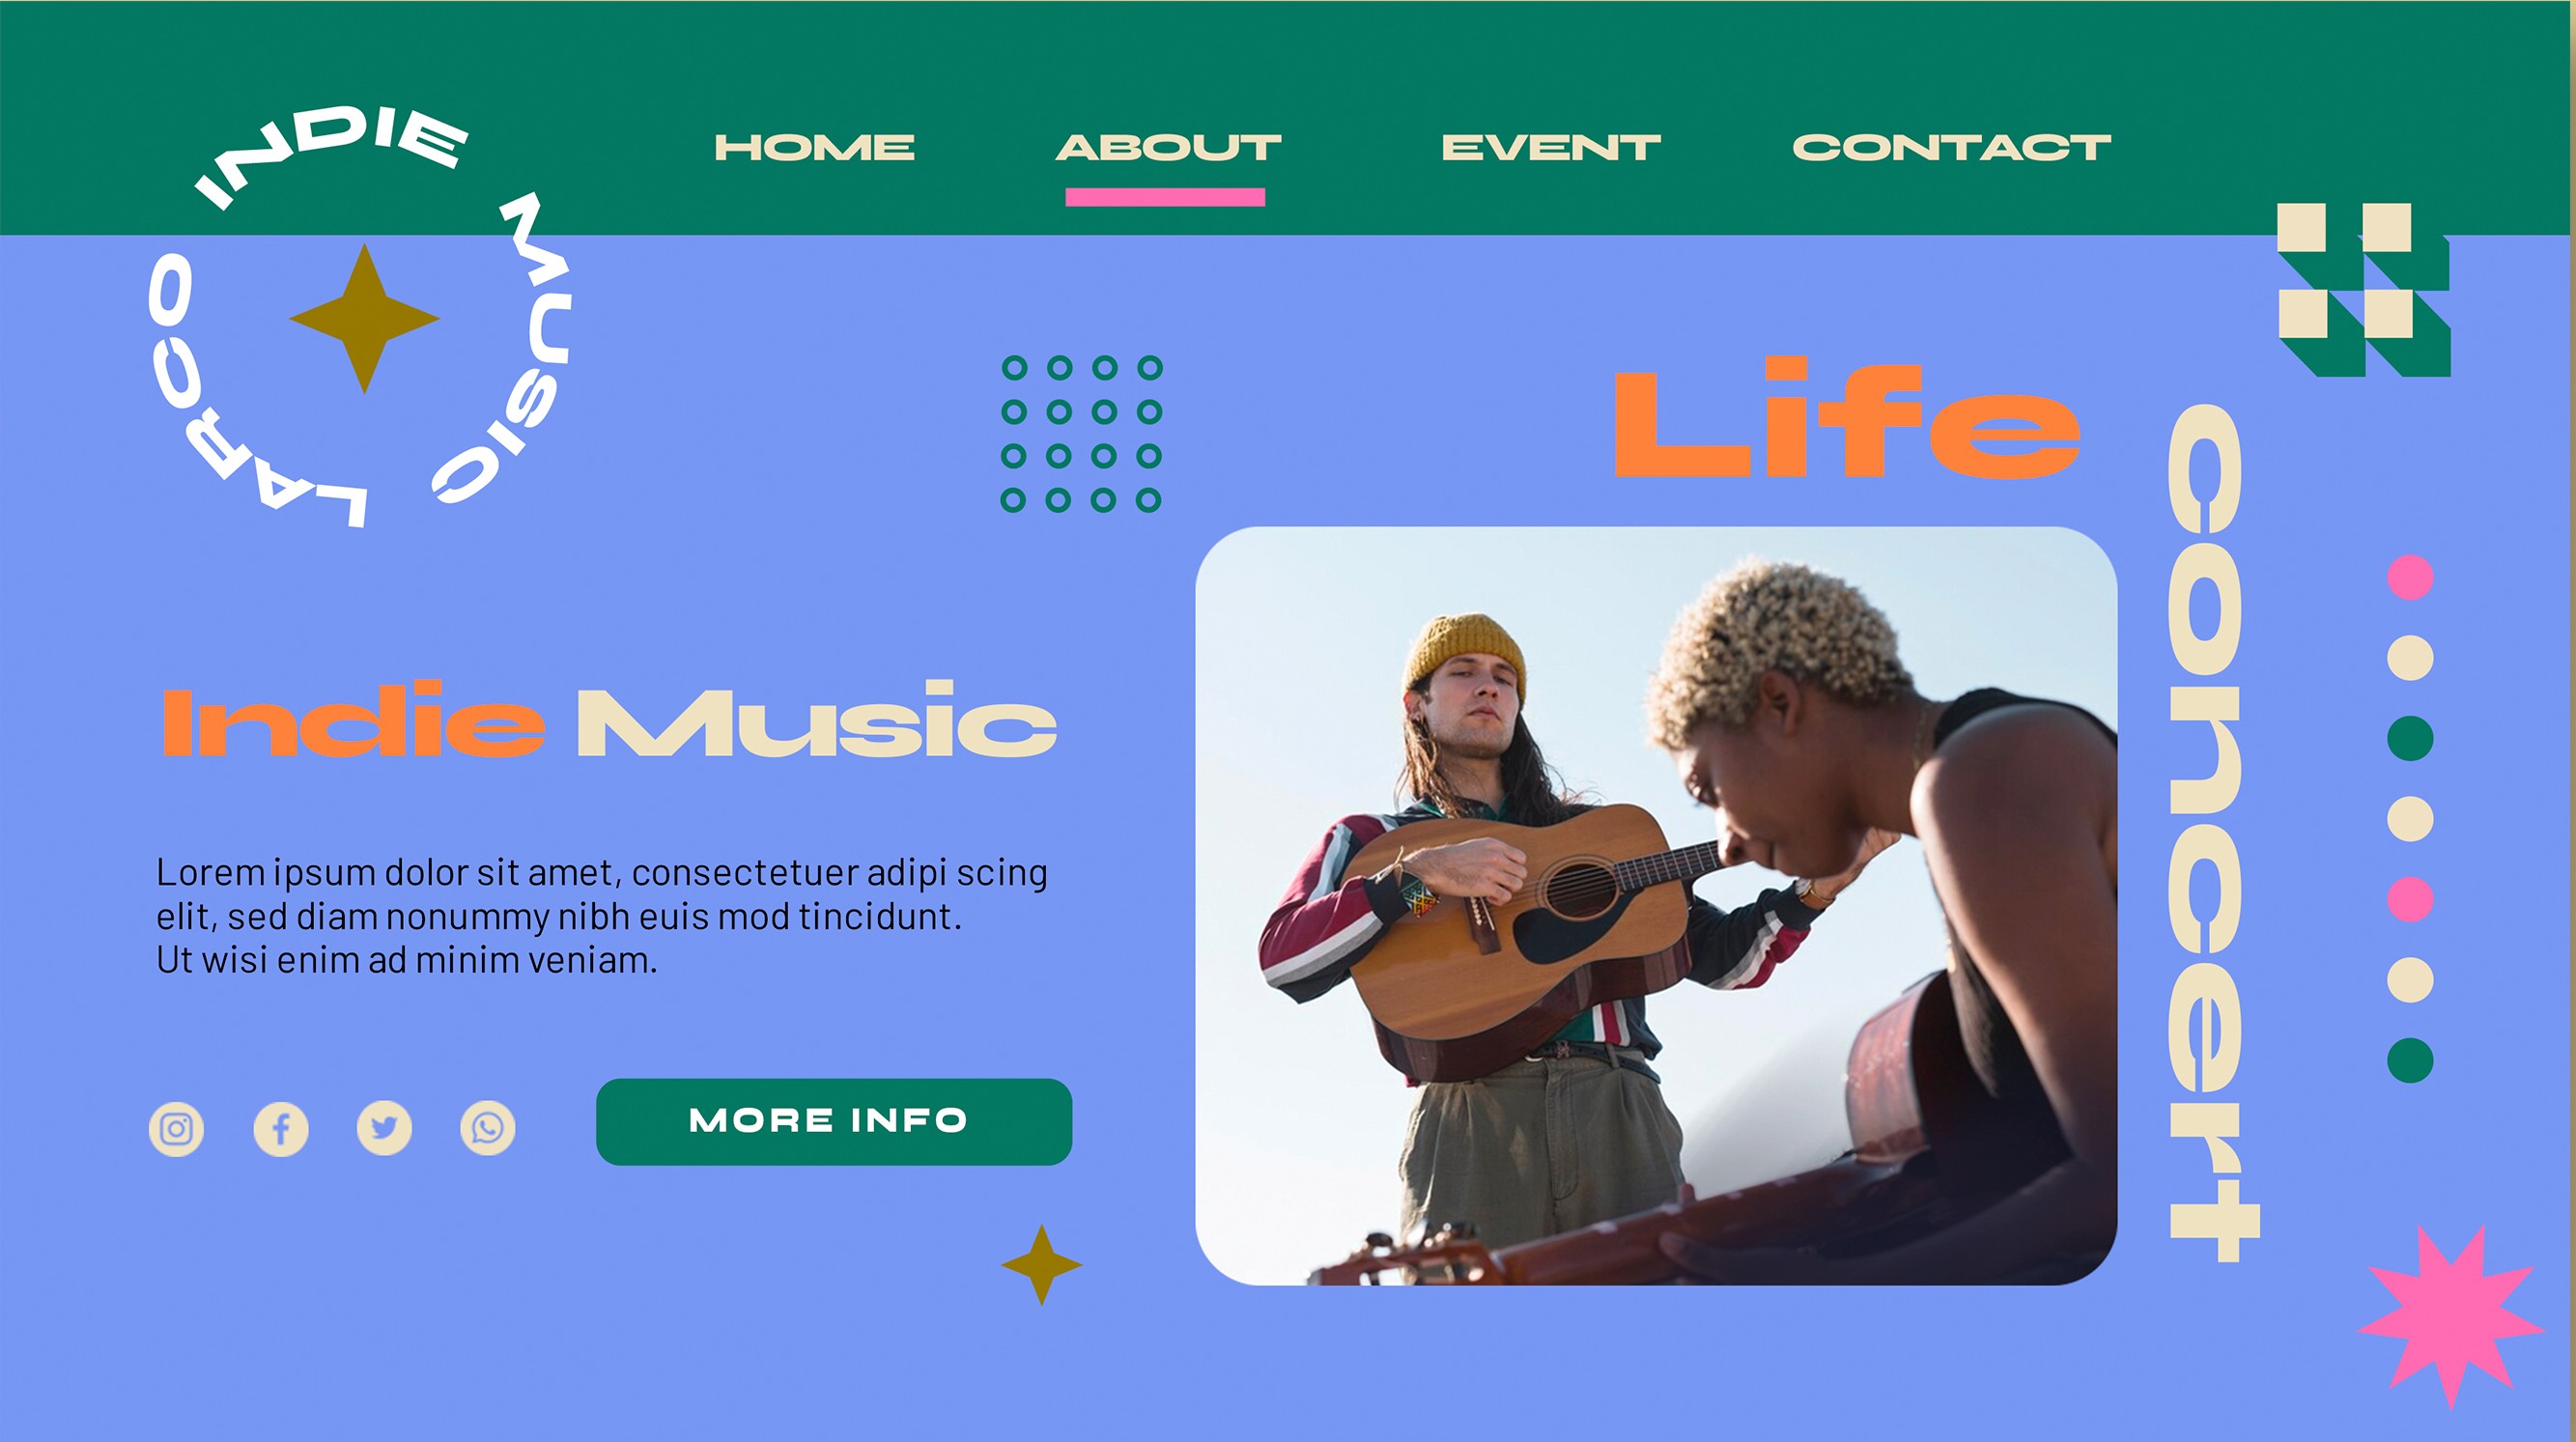 LARCO INDIE MUSIC
HOME
ABOUT
EVENT
CONTACT
Life
concert
Indie Music
Lorem ipsum dolor sit amet, consectetuer adipi scing
elit, sed diam nonummy nibh euis mod tincidunt.
Ut wisi enim ad minim veniam.
MORE INFO